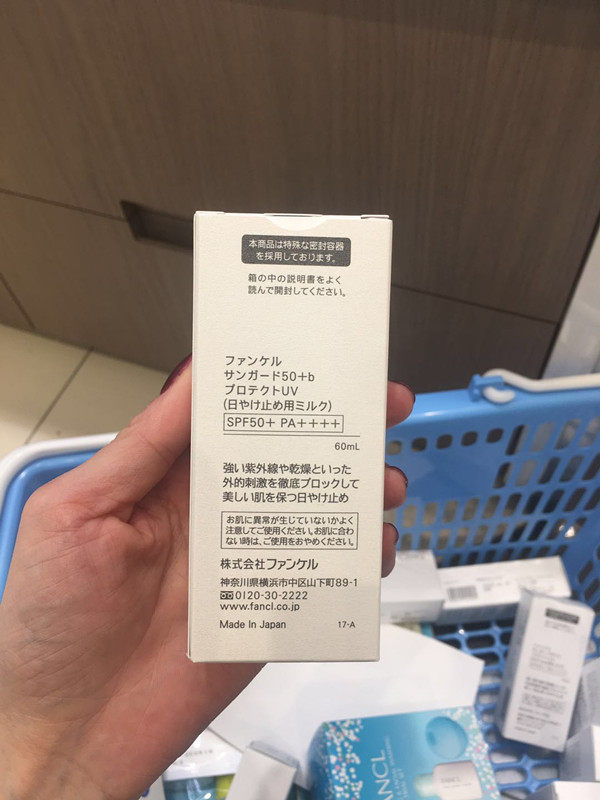 本商品は特殊な密封容器
を採用しております。
箱の中の説明書をよく
読んで開封してください。
ファンケル
サンガード50+b
プロテクトUV
(日やけ止め用ミルク)
SPF50+ PA++++
60mL
強い紫外線や乾燥といった
外的刺激を徹底ブロックして
美しい肌を保つ日やけ止め
お肌に異常が生じていないかよく
注意してご使用ください。お肌に合わ
ない時は、ご使用をおやめください。
株式会社ファンケル
神奈川県横浜市中区山下町89-1
0120-30-2222
www.fancl.co.jp
Made In Japan 17-A
FANCL